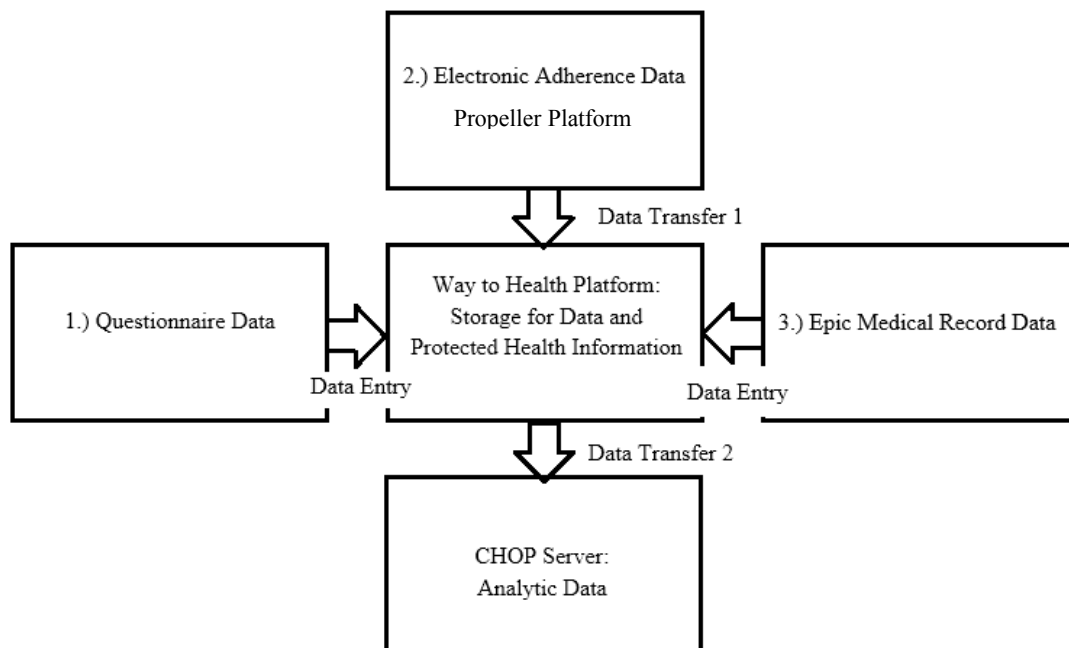 2.) Electronic Adherence Data
Propeller Platform
Data Transfer 1
1.) Questionnaire Data
Data Entry
Way to Health Platform:
Storage for Data and
Protected Health Information
3.) Epic Medical Record Data
Data Entry
Data Transfer 2
CHOP Server:
Analytic Data